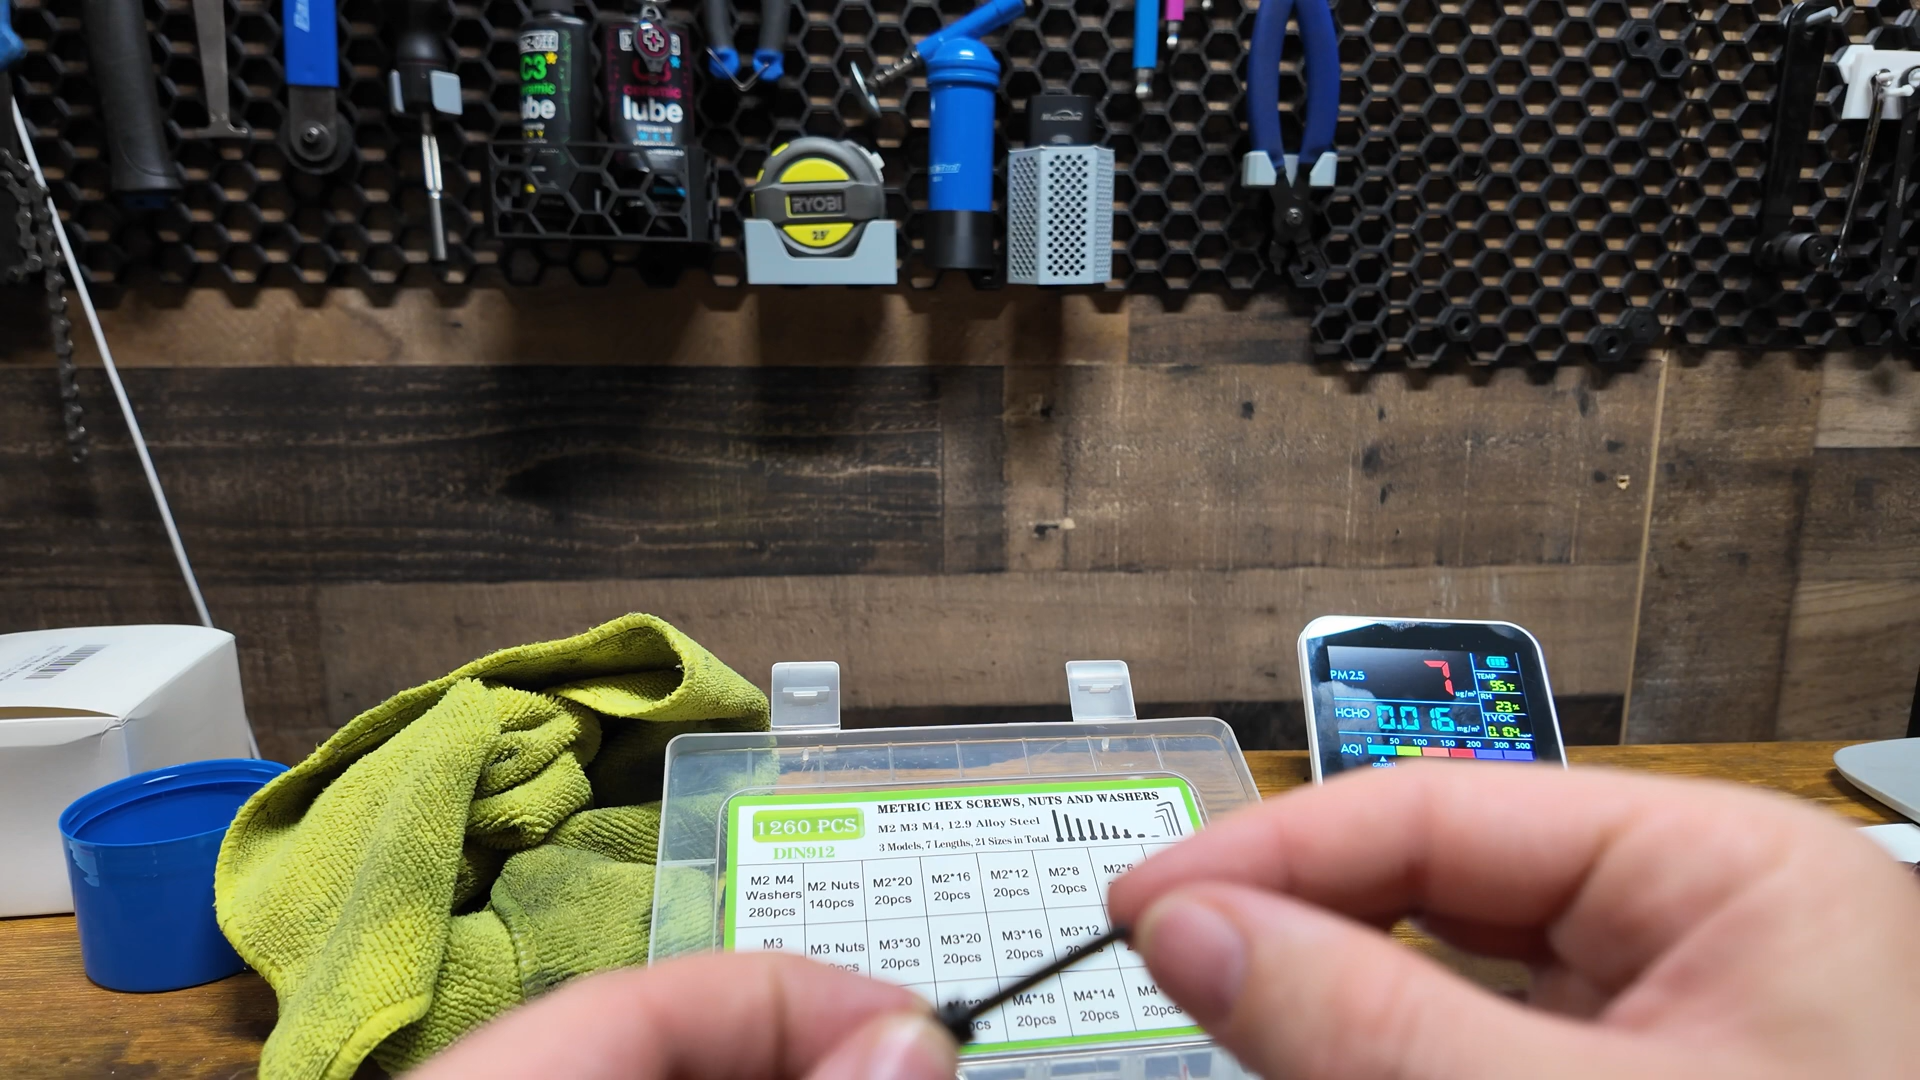 C3*
ceramic
lube
ceramic
lube
PREMIUM
RYOBI
25'
PM2.5
7
ug/m³
TEMP
95°F
RH
23%
HCHO
0.016
mg/m³
TVOC
0.104
AQI
0 50 100 150 200 300 500
1260 PCS
DIN912
METRIC HEX SCREWS, NUTS AND WASHERS
M2 M3 M4, 12.9 Alloy Steel
3 Models, 7 Lengths, 21 Sizes in Total
M2 M4 Washers 280pcs
M2 Nuts 140pcs
M2*20 20pcs
M2*16 20pcs
M2*12 20pcs
M2*8 20pcs
M3
M3 Nuts
M3*30 20pcs
M3*20 20pcs
M3*16 20pcs
M3*12
M4*18 20pcs
M4*14 20pcs
20pcs